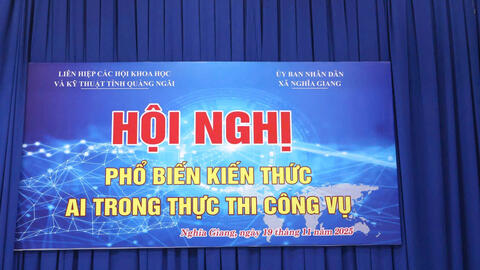 LIÊN HIỆP CÁC HỘI KHOA HỌC
VÀ KỸ THUẬT TỈNH QUẢNG NGÃI
ỦY BAN NHÂN DÂN
XÃ NGHĨA GIANG
HỘI NGHỊ
PHỔ BIẾN KIẾN THỨC
AI TRONG THỰC THI CÔNG VỤ
Nghĩa Giang, ngày 19 tháng 11 năm 2025